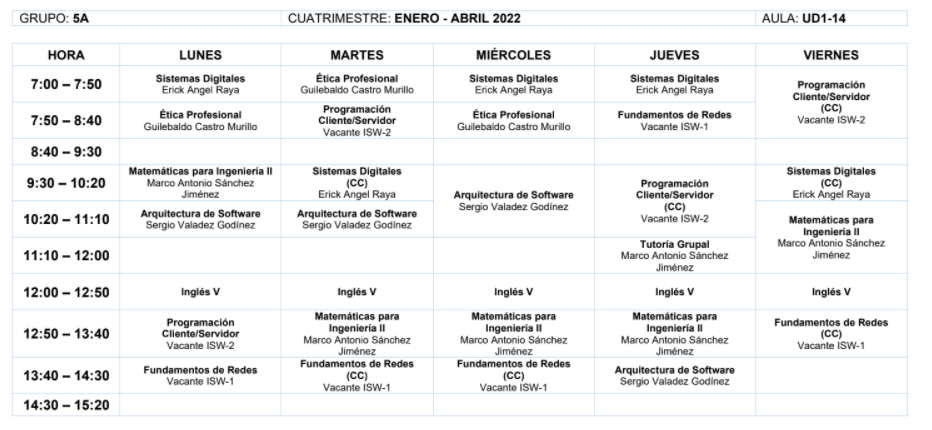 GRUPO: 5A CUATRIMESTRE: ENERO - ABRIL 2022 AULA: UD1-14
HORA LUNES MARTES MIÉRCOLES JUEVES VIERNES
7:00 – 7:50
Sistemas Digitales
Erick Angel Raya
Ética Profesional
Guilebaldo Castro Murillo
Sistemas Digitales
Erick Angel Raya
Sistemas Digitales
Erick Angel Raya
Programación
Cliente/Servidor
(CC)
Vacante ISW-2
7:50 – 8:40
Ética Profesional
Guilebaldo Castro Murillo
Programación
Cliente/Servidor
Vacante ISW-2
Ética Profesional
Guilebaldo Castro Murillo
Fundamentos de Redes
Vacante ISW-1
8:40 – 9:30
9:30 – 10:20
Matemáticas para Ingeniería II
Marco Antonio Sánchez
Jiménez
Sistemas Digitales
(CC)
Erick Angel Raya
Arquitectura de Software
Sergio Valadez Godínez
Programación
Cliente/Servidor
(CC)
Vacante ISW-2
Sistemas Digitales
(CC)
Erick Angel Raya
10:20 – 11:10
Arquitectura de Software
Sergio Valadez Godínez
Arquitectura de Software
Sergio Valadez Godínez
Matemáticas para
Ingeniería II
Marco Antonio Sánchez
Jiménez
11:10 – 12:00
Tutoría Grupal
Marco Antonio Sánchez
Jiménez
12:00 – 12:50
Inglés V
Inglés V
Inglés V
Inglés V
Inglés V
12:50 – 13:40
Programación
Cliente/Servidor
Vacante ISW-2
Matemáticas para
Ingeniería II
Marco Antonio Sánchez
Jiménez
Matemáticas para
Ingeniería II
Marco Antonio Sánchez
Jiménez
Matemáticas para
Ingeniería II
Marco Antonio Sánchez
Jiménez
Fundamentos de Redes
(CC)
Vacante ISW-1
13:40 – 14:30
Fundamentos de Redes
Vacante ISW-1
Fundamentos de Redes
(CC)
Vacante ISW-1
Fundamentos de Redes
(CC)
Vacante ISW-1
Arquitectura de Software
Sergio Valadez Godínez
14:30 – 15:20